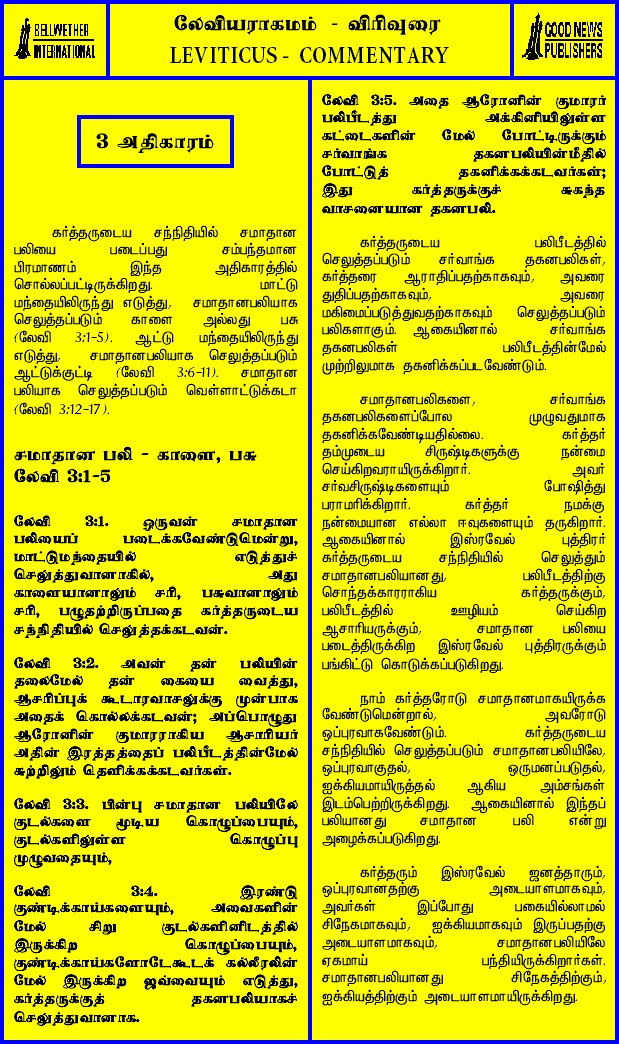 BELLWETHER
INTERNATIONAL
லேவியராகமம் - விரிவுரை
LEVITICUS - COMMENTARY
GOOD NEWS
PUBLISHERS
3 அதிகாரம்
கர்த்தருடைய சந்நிதியில் சமாதான
பலியை படைப்பது சம்பந்தமான
பிரமாணம் இந்த அதிகாரத்தில்
சொல்லப்பட்டிருக்கிறது. மாட்டு
மந்தையிலிருந்து எடுத்து, சமாதானபலியாக
செலுத்தப்படும் காளை அல்லது பசு
(லேவி 3:1-5). ஆட்டு மந்தையிலிருந்து
எடுத்து, சமாதானபலியாக செலுத்தப்படும்
ஆட்டுக்குட்டி (லேவி 3:6-11). சமாதான
பலியாக செலுத்தப்படும் வெள்ளாட்டுக்கடா
(லேவி 3:12-17).
சமாதான பலி - காளை, பசு
லேவி 3:1-5
லேவி 3:1. ஒருவன் சமாதான
பலியைப் படைக்கவேண்டுமென்று,
மாட்டுமந்தையில் எடுத்துச்
செலுத்துவானாகில், அது
காளையானாலும் சரி, பசுவானாலும்
சரி, பழுதற்றிருப்பதை கர்த்தருடைய
சந்நிதியில் செலுத்தக்கடவன்.
லேவி 3:2. அவன் தன் பலியின்
தலைமேல் தன் கையை வைத்து,
ஆசரிப்புக் கூடாரவாசலுக்கு முன்பாக
அதைக் கொல்லக்கடவன்; அப்பொழுது
ஆரோனின் குமாரராகிய ஆசாரியர்
அதின் இரத்தத்தைப் பலிபீடத்தின்மேல்
சுற்றிலும் தெளிக்கக்கடவர்கள்.
லேவி 3:3. பின்பு சமாதான பலியிலே
குடல்களை மூடிய கொழுப்பையும்,
குடல்களிலுள்ள கொழுப்பு
முழுவதையும்,
லேவி 3:4. இரண்டு
குண்டிக்காய்களையும், அவைகளின்
மேல் சிறு குடல்களினிடத்தில்
இருக்கிற கொழுப்பையும்,
குண்டிக்காய்களோடேகூடக் கல்லீரலின்
மேல் இருக்கிற ஜவ்வையும் எடுத்து,
கர்த்தருக்குத் தகனபலியாகச்
செலுத்துவானாக.
லேவி 3:5. அதை ஆரோனின் குமாரர்
பலிபீடத்து அக்கினியிலுள்ள
கட்டைகளின் மேல் போட்டிருக்கும்
சர்வாங்க தகனபலியின்மீதில்
போட்டுத் தகனிக்கக்கடவர்கள்;
இது கர்த்தருக்குச் சுகந்த
வாசனையான தகனபலி.
கர்த்தருடைய பலிபீடத்தில்
செலுத்தப்படும் சர்வாங்க தகனபலிகள்,
கர்த்தரை ஆராதிப்பதற்காகவும், அவரை
துதிப்பதற்காகவும், அவரை
மகிமைப்படுத்துவதற்காகவும் செலுத்தப்படும்
பலிகளாகும். ஆகையினால் சர்வாங்க
தகனபலிகள் பலிபீடத்தின்மேல்
முற்றிலுமாக தகனிக்கப்படவேண்டும்.
சமாதானபலிகளை, சர்வாங்க
தகனபலிகளைப்போல முழுவதுமாக
தகனிக்கவேண்டியதில்லை. கர்த்தர்
தம்முடைய சிருஷ்டிகளுக்கு நன்மை
செய்கிறவராயிருக்கிறார். அவர்
சர்வசிருஷ்டிகளையும் போஷித்து
பராமரிக்கிறார். கர்த்தர் நமக்கு
நன்மையான எல்லா ஈவுகளையும் தருகிறார்.
ஆகையினால் இஸ்ரவேல் புத்திரர்
கர்த்தருடைய சந்நிதியில் செலுத்தும்
சமாதானபலியானது, பலிபீடத்திற்கு
சொந்தக்காரராகிய கர்த்தருக்கும்,
பலிபீடத்தில் ஊழியம் செய்கிற
ஆசாரியருக்கும், சமாதான பலியை
படைத்திருக்கிற இஸ்ரவேல் புத்திரருக்கும்
பங்கிட்டு கொடுக்கப்படுகிறது.
நாம் கர்த்தரோடு சமாதானமாகயிருக்க
வேண்டுமென்றால், அவரோடு
ஒப்புரவாகவேண்டும். கர்த்தருடைய
சந்நிதியில் செலுத்தப்படும் சமாதானபலியிலே,
ஒப்புரவாகுதல், ஒருமனப்படுதல்,
ஐக்கியமாயிருத்தல் ஆகிய அம்சங்கள்
இடம்பெற்றிருக்கிறது. ஆகையினால் இந்தப்
பலியானது சமாதான பலி என்று
அழைக்கப்படுகிறது.
கர்த்தரும் இஸ்ரவேல் ஜனத்தாரும்,
ஒப்புரவானதற்கு அடையாளமாகவும்,
அவர்கள் இப்போது பகையில்லாமல்
சிநேகமாகவும், ஐக்கியமாகவும் இருப்பதற்கு
அடையாளமாகவும், சமாதானபலியிலே
ஏகமாய் பந்தியிருக்கிறார்கள்.
சமாதானபலியானது சிநேகத்திற்கும்,
ஐக்கியத்திற்கும் அடையாளமாயிருக்கிறது.